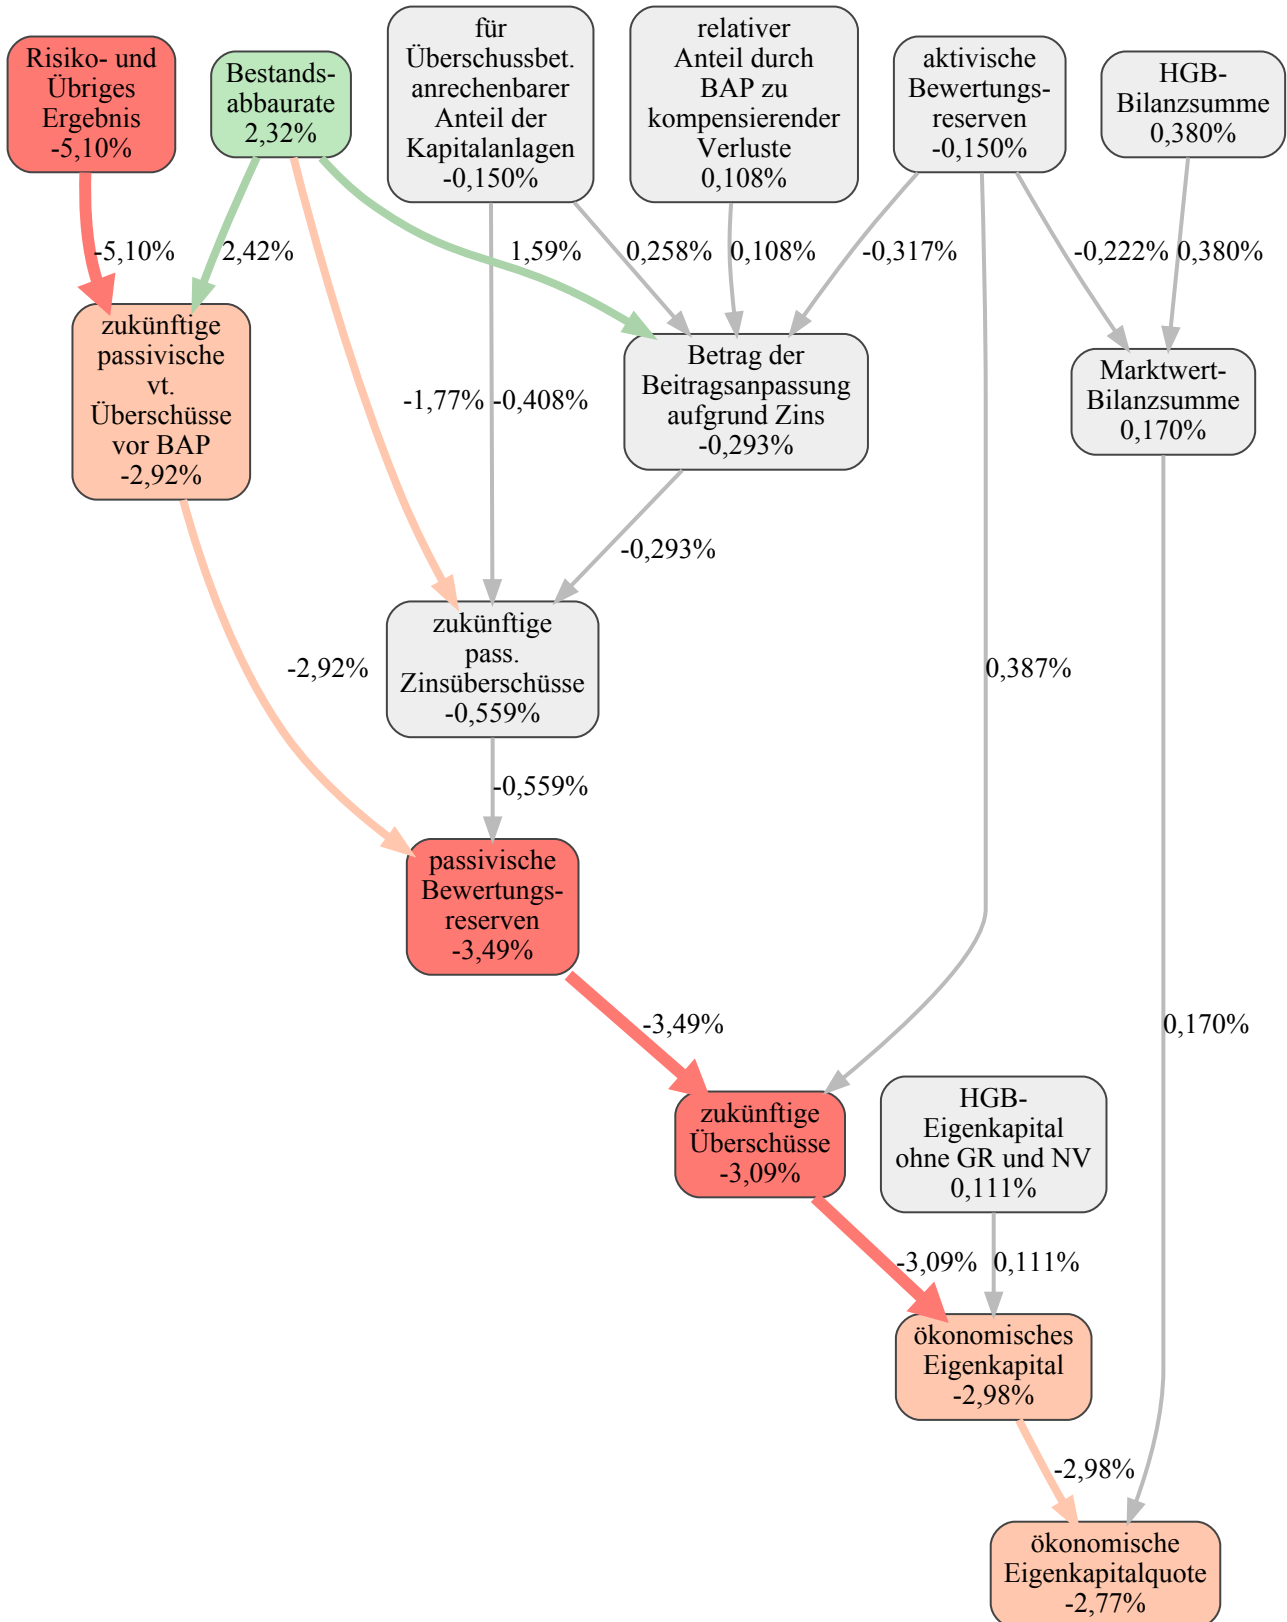 Risiko- und
Übriges
Ergebnis
-5,10%
Bestands-
abbaurate
2,32%
für
Überschussbet.
anrechenbarer
Anteil der
Kapitalanlagen
-0,150%
relativer
Anteil durch
BAP zu
kompensierender
Verluste
0,108%
aktivische
Bewertungs-
reserven
-0,150%
HGB-
Bilanzsumme
0,380%
-5,10%
2,42%
1,59%
0,258%
0,108%
-0,317%
-0,222%
0,380%
zukünftige
passivische
vt.
Überschüsse
vor BAP
-2,92%
-1,77%
-0,408%
Betrag der
Beitragsanpassung
aufgrund Zins
-0,293%
Marktwert-
Bilanzsumme
0,170%
-0,293%
-2,92%
zukünftige
pass.
Zinsüberschüsse
-0,559%
0,387%
-0,559%
passivische
Bewertungs-
reserven
-3,49%
-3,49%
0,170%
zukünftige
Überschüsse
-3,09%
HGB-
Eigenkapital
ohne GR und NV
0,111%
-3,09%
0,111%
ökonomisches
Eigenkapital
-2,98%
-2,98%
ökonomische
Eigenkapitalquote
-2,77%